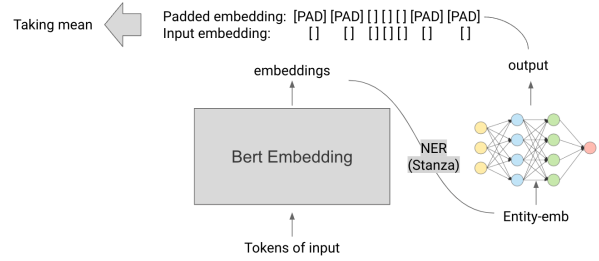 Taking mean
Padded embedding: [PAD] [PAD] [ ] [ ] [ ] [PAD] [PAD]
Input embedding: [ ] [ ] [ ] [ ] [ ] [ ] [ ]
embeddings
output
Bert Embedding
NER
(Stanza)
Entity-emb
Tokens of input